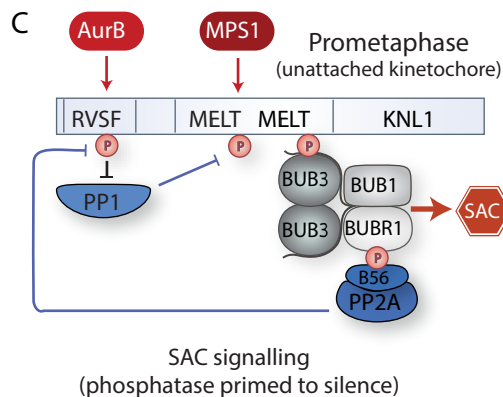 C
AurB
MPS1
Prometaphase
(unattached kinetochore)
RVSF
MELT
MELT
KNL1
P
P
P
PP1
BUB3
BUB1
BUB3
BUBR1
SAC
P
B56
PP2A
SAC signalling
(phosphatase primed to silence)